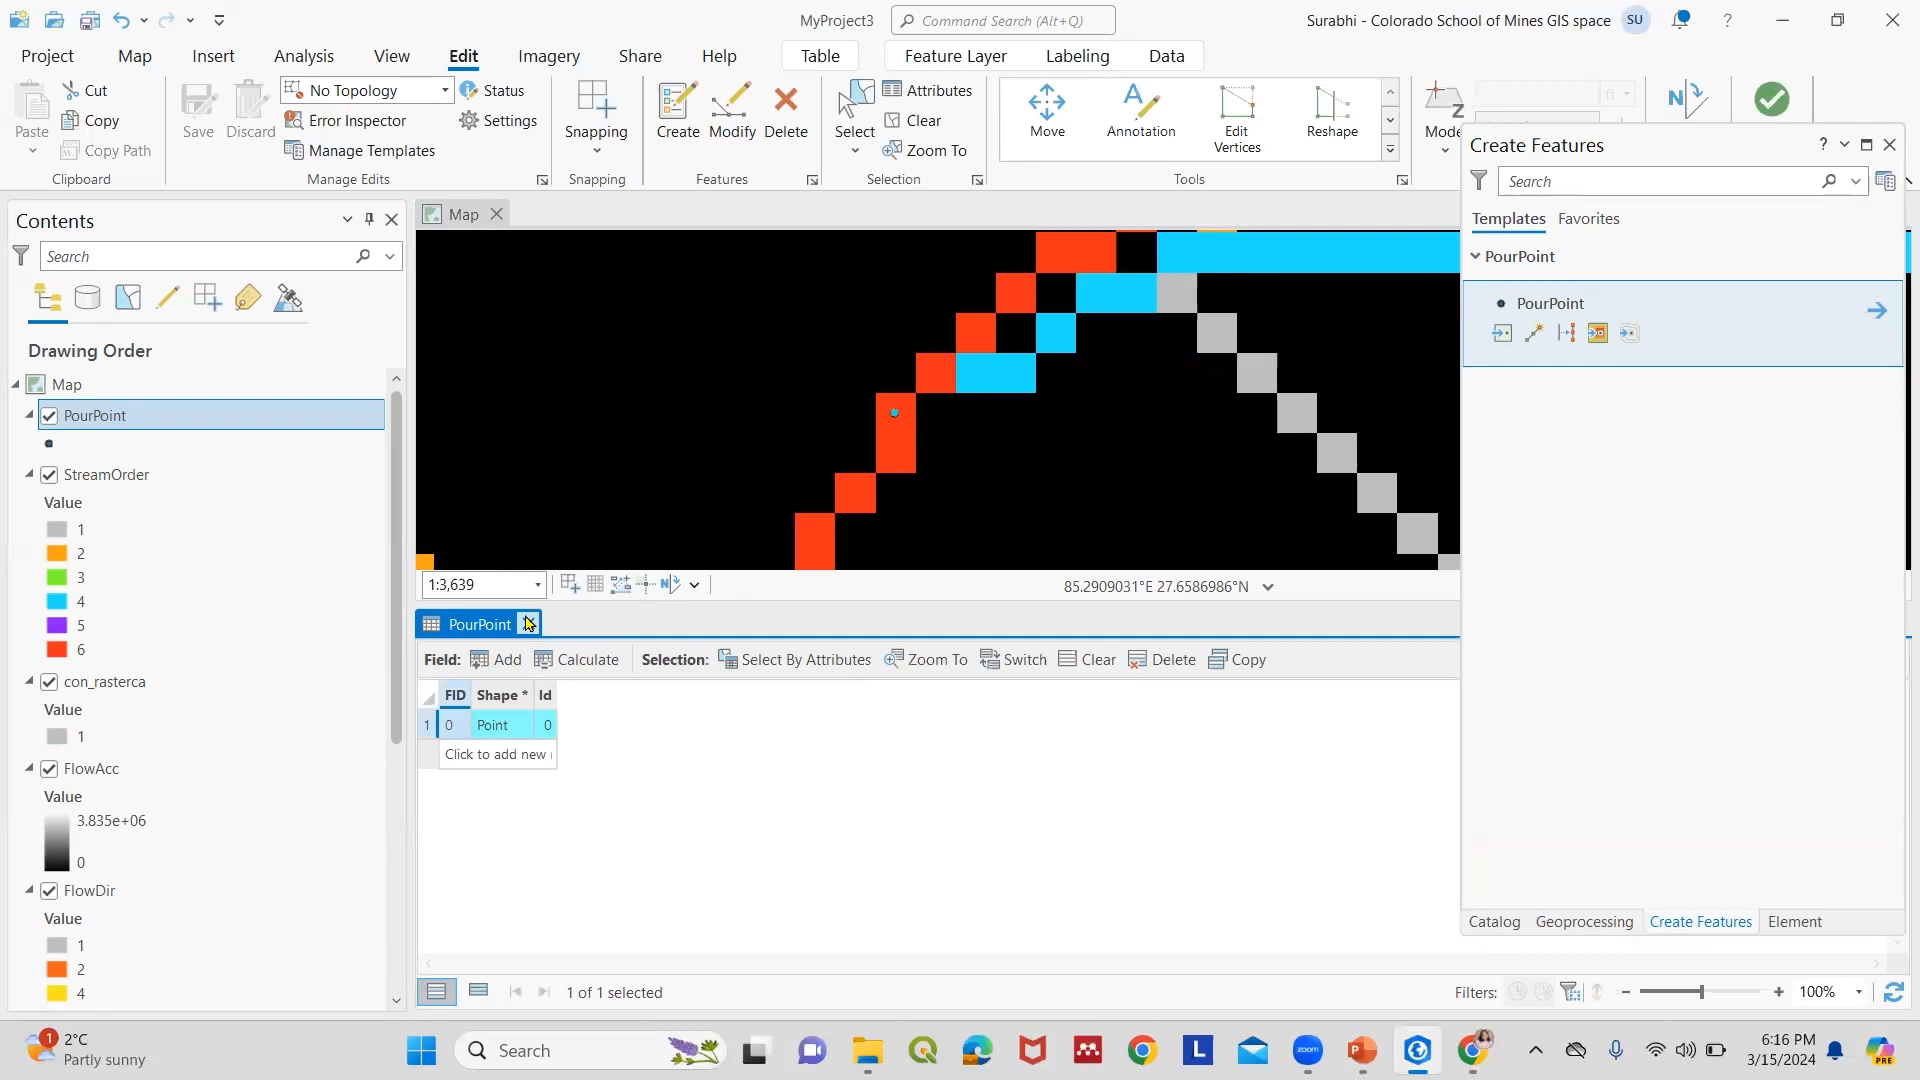 MyProject3
Command Search (Alt+Q)
Surabhi - Colorado School of Mines GIS space
SU
?
Project
Map
Insert
Analysis
View
Edit
Imagery
Share
Help
Table
Feature Layer
Labeling
Data
Paste
Cut
Copy
Copy Path
Clipboard
Save
Discard
No Topology
Error Inspector
Manage Templates
Status
Settings
Manage Edits
Snapping
Snapping
Create
Modify
Delete
Features
Select
Attributes
Clear
Zoom To
Selection
Move
Annotation
Edit
Vertices
Reshape
Tools
Mode
ft
Create Features
?
Search
Templates
Favorites
PourPoint
PourPoint
Catalog
Geoprocessing
Create Features
Element
Contents
Search
Drawing Order
Map
PourPoint
StreamOrder
Value
1
2
3
4
5
6
con_rasterca
Value
1
FlowAcc
Value
3.835e+06
0
FlowDir
Value
1
2
4
Map
1:3,639
85.2909031°E 27.6586986°N
PourPoint
Field:
Add
Calculate
Selection:
Select By Attributes
Zoom To
Switch
Clear
Delete
Copy
FID
Shape *
Id
1
0
Point
0
Click to add new
1 of 1 selected
Filters:
100%
1
2°C
Partly sunny
Search
L
zoom
P
PRE
6:16 PM
3/15/2024